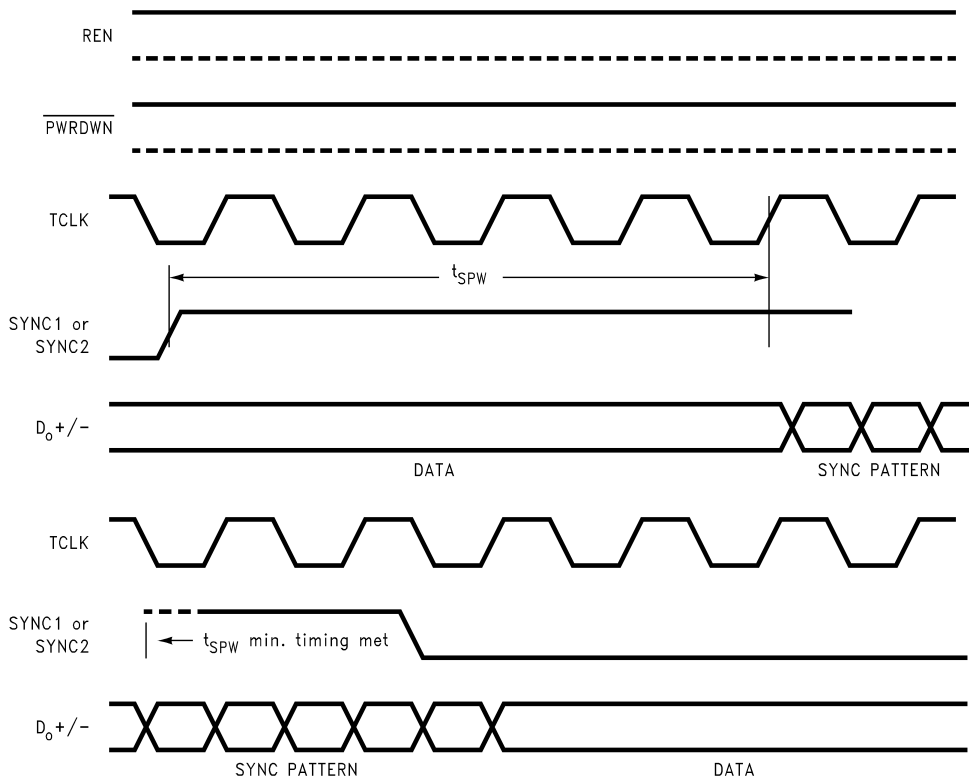 REN
PWRDWN
TCLK
tSPW
SYNC1 or
SYNC2
Do+/-
DATA
SYNC PATTERN
TCLK
SYNC1 or
SYNC2
tSPW min. timing met
Do+/-
SYNC PATTERN
DATA